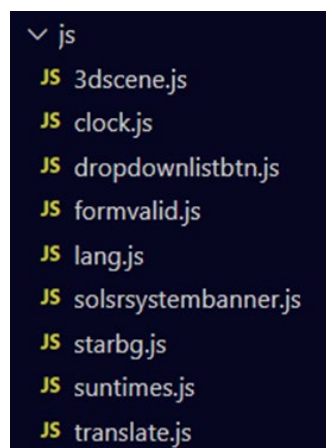 js
JS 3dscene.js
JS clock.js
JS dropdownlistbtn.js
JS formvalid.js
JS lang.js
JS solsrsystembanner.js
JS starbg.js
JS suntimes.js
JS translate.js